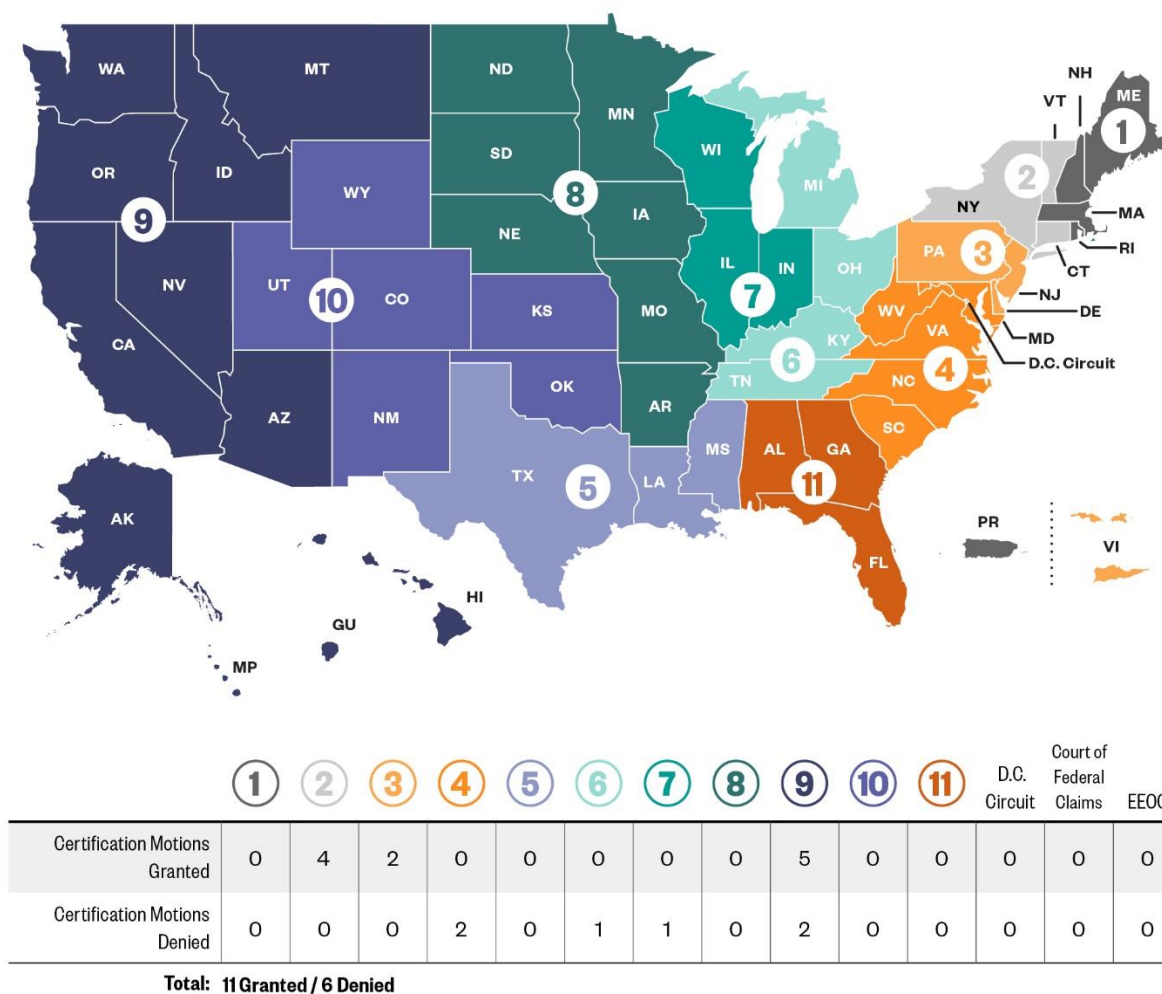 WA
MT
ND
MN
NH
VT
ME
1
OR
ID
SD
WI
MI
2
9
WY
8
IA
NY
MA
NE
PA
3
RI
CT
NV
UT
10
CO
IL
IN
OH
NJ
7
WV
DE
CA
KS
MO
VA
MD
KY
D.C. Circuit
6
4
TN
NC
AZ
NM
OK
AR
SC
MS
AL
GA
TX
5
LA
11
AK
PR
VI
FL
HI
GU
MP
1 2 3 4 5 6 7 8 9 10 11 D.C. Circuit Court of Federal Claims
Certification Motions Granted 0 4 2 0 0 0 0 0 5 0 0 0 0 0
Certification Motions Denied 0 0 0 2 0 1 1 0 2 0 0 0 0 0
Total: 11 Granted / 6 Denied